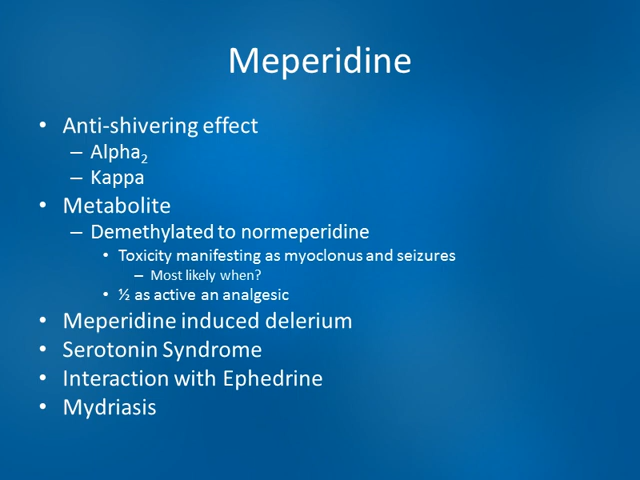 Meperidine
• Anti-shivering effect
– Alpha₂
– Kappa
• Metabolite
– Demethylated to normeperidine
• Toxicity manifesting as myoclonus and seizures
– Most likely when?
• ½ as active an analgesic
• Meperidine induced delerium
• Serotonin Syndrome
• Interaction with Ephedrine
• Mydriasis